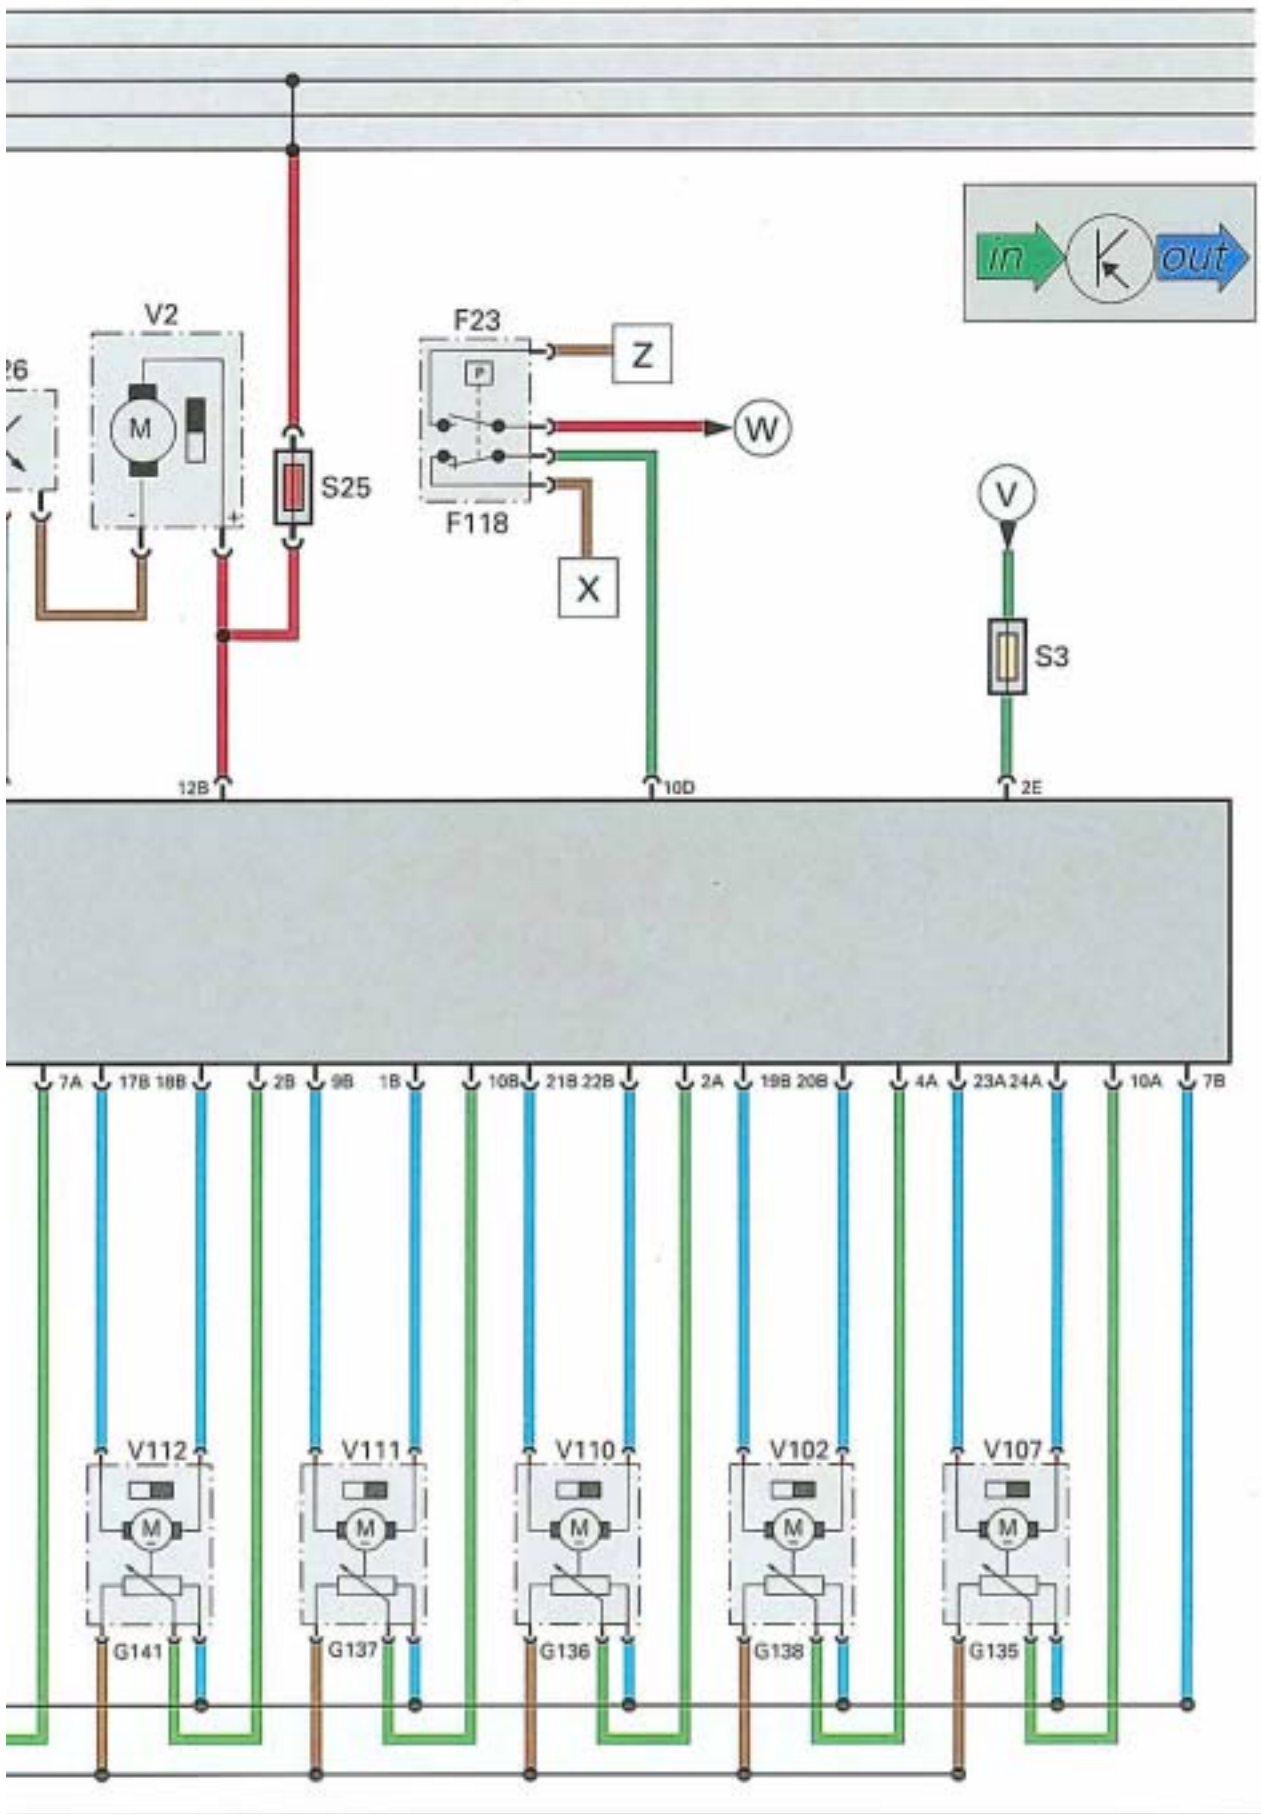 in
out
V2
F23
26
Z
P
M
W
S25
V
F118
- +
X
S3
12B
10D
2E
7A 17B 18B 2B 9B 1B 10B 21B 22B 2A 19B 20B 4A 23A 24A 10A 7B
V112 V111 V110 V102 V107
M M M M M
G141 G137 G136 G138 G135